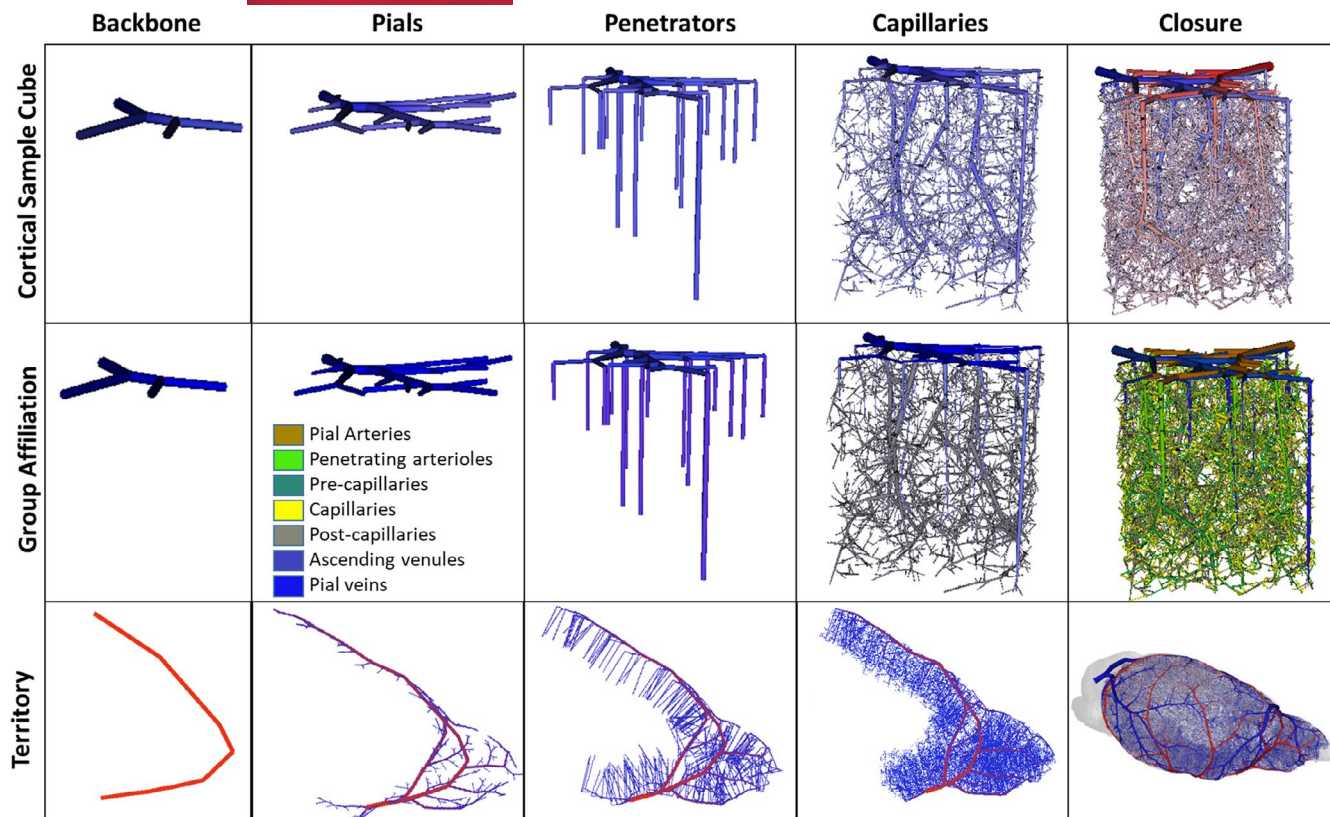 Backbone
Pials
Penetrators
Capillaries
Closure
Cortical Sample Cube
Group Affiliation
Pial Arteries
Penetrating arterioles
Pre-capillaries
Capillaries
Post-capillaries
Ascending venules
Pial veins
Territory